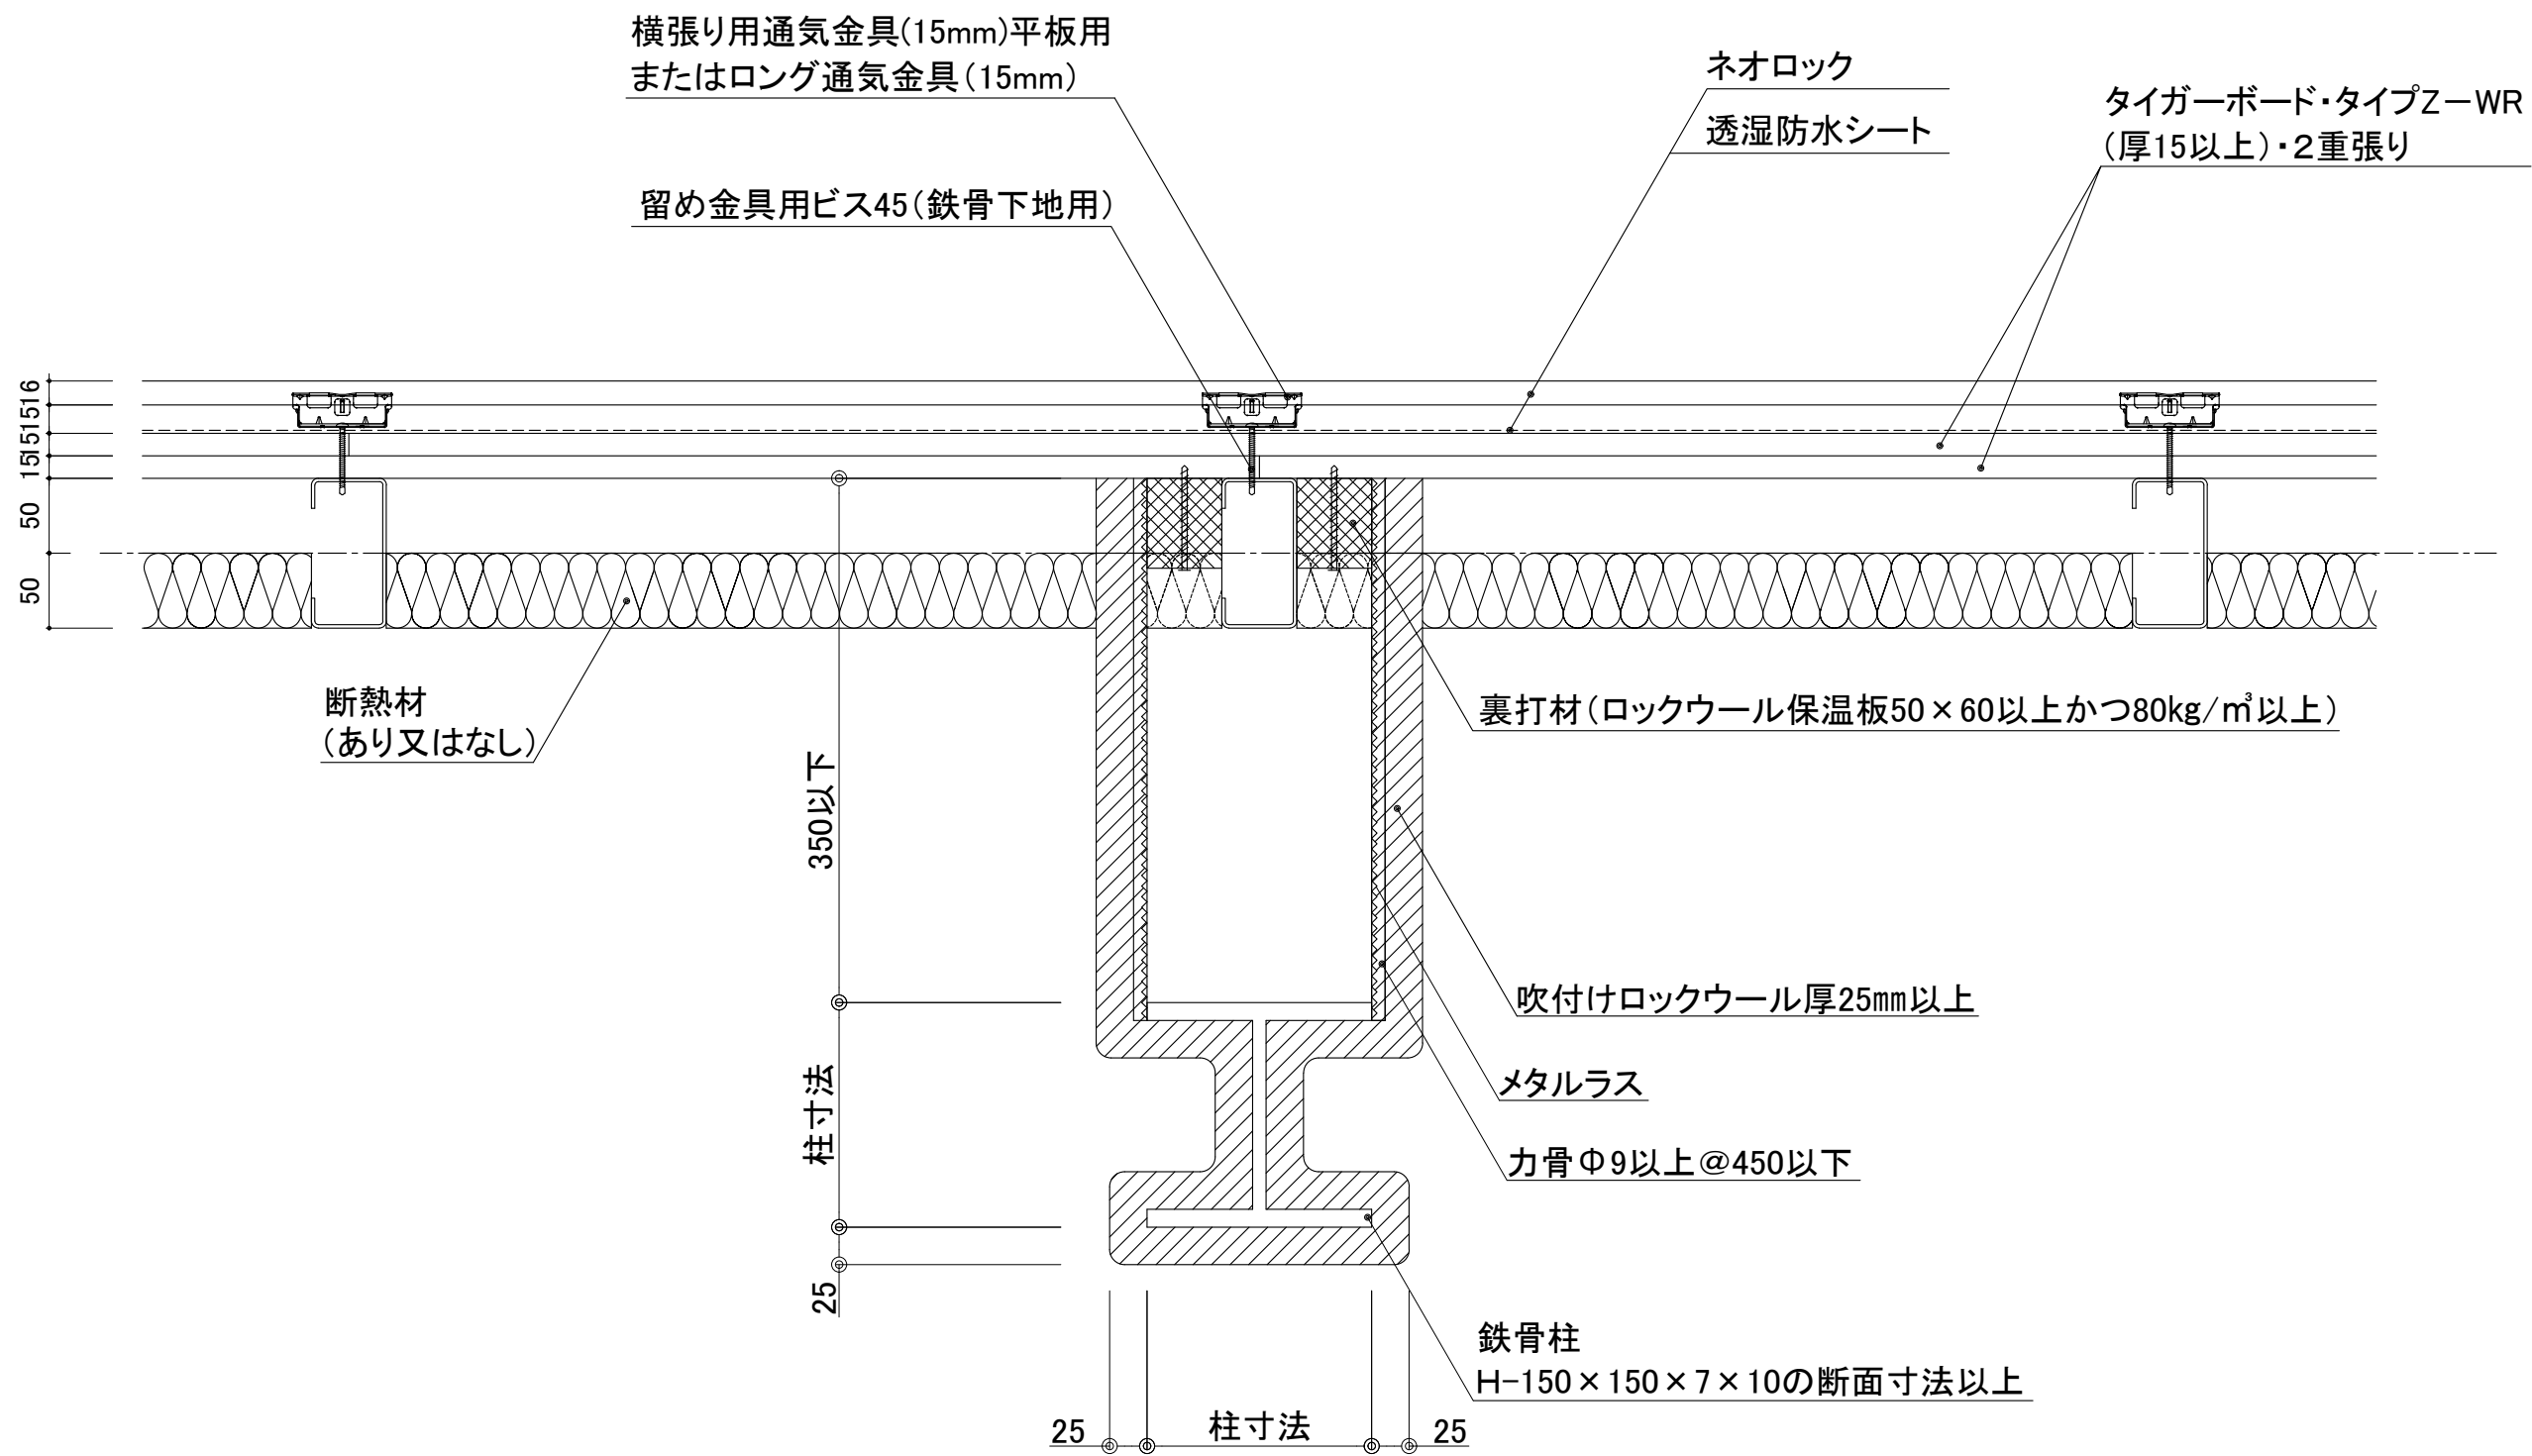 横張り用通気金具(15mm)平板用
またはロング通気金具(15mm)
ネオロック
透湿防水シート
タイガーボード・タイプZ-WR
(厚15以上)・2重張り
留め金具用ビス45(鉄骨下地用)
16
15
15
15
50
50
断熱材
(あり又はなし)
裏打材(ロックウール保温板50×60以上かつ80kg/㎥以上)
350以下
吹付けロックウール厚25㎜以上
メタルラス
柱寸法
力骨Φ9以上@450以下
25
鉄骨柱
H-150×150×7×10の断面寸法以上
25
柱寸法
25